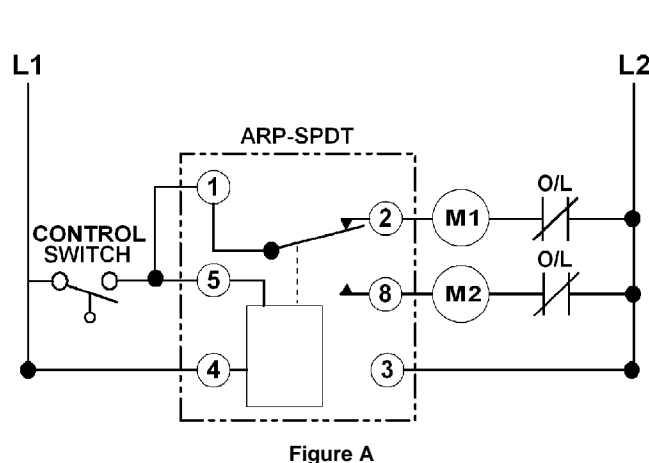 L1
L2
ARP-SPDT
1
O/L
2
M1
CONTROL
SWITCH
O/L
5
8
M2
4
3
Figure A